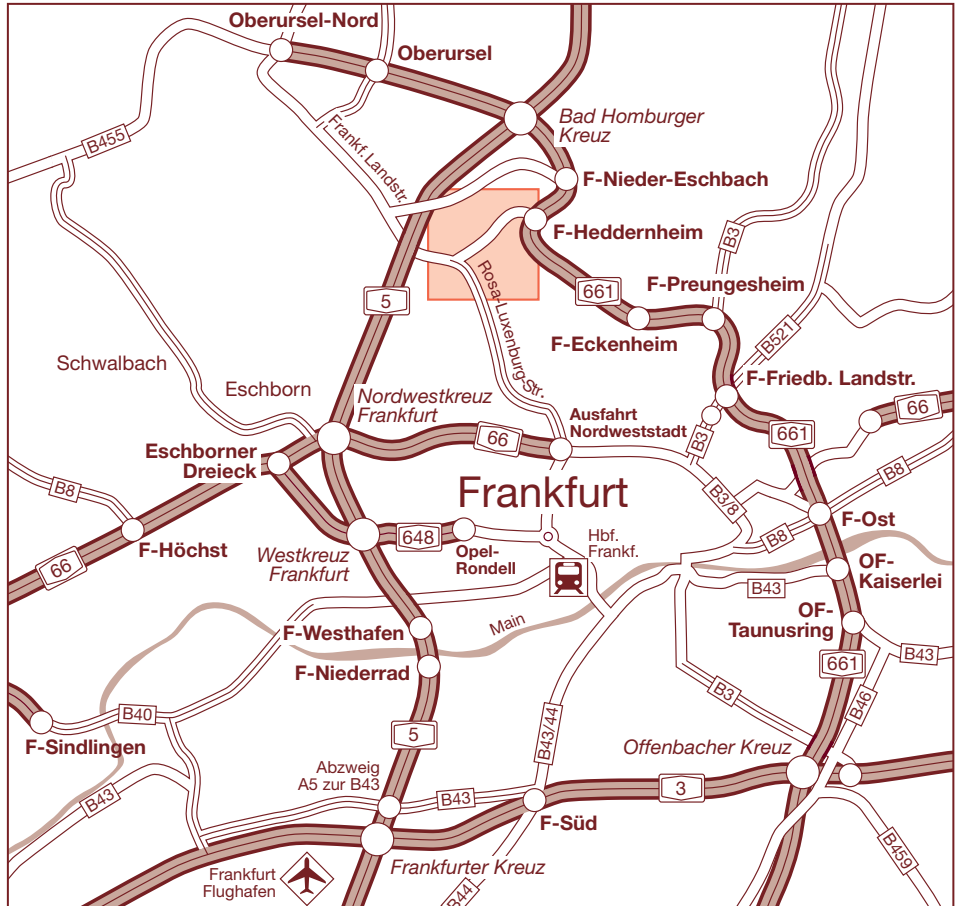 Oberursel-Nord
Oberursel
Bad Homburger
Kreuz
B455
Frankf. Landstr.
F-Nieder-Eschbach
F-Heddernheim
B3
661
F-Preungesheim
5
Rosa-Luxenburg-Str.
F-Eckenheim
B521
Schwalbach
Eschborn
Nordwestkreuz
Frankfurt
F-Friedb. Landstr.
66
Ausfahrt
Nordweststadt
66
B3
661
Eschborner
Dreieck
B8
B8
B3/8
Frankfurt
F-Höchst
66
Westkreuz
Frankfurt
648
Opel-
Rondell
Hbf.
Frankf.
B8
F-Ost
OF-
Kaiserlei
B43
Main
F-Westhafen
OF-
Taunusring
F-Niederrad
661
B43
B3
B46
B40
F-Sindlingen
5
B43/44
Offenbacher Kreuz
Abzweig
A5 zur B43
B43
B43
3
F-Süd
Frankfurter Kreuz
Frankfurt
Flughafen
B44
B459